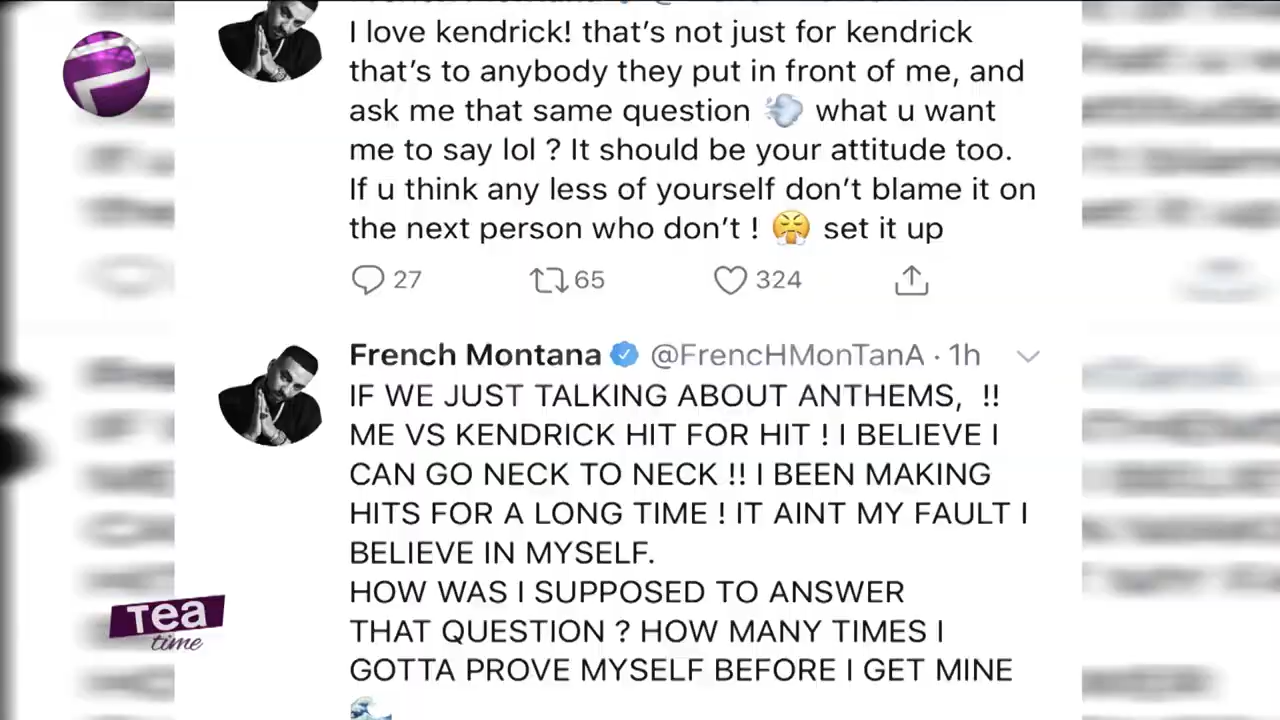 I love kendrick! that's not just for kendrick
that's to anybody they put in front of me, and
ask me that same question 💨 what u want
me to say lol ? It should be your attitude too.
If u think any less of yourself don't blame it on
the next person who don't ! 😤 set it up
27 65 324
French Montana @FrencHMonTanA · 1h
IF WE JUST TALKING ABOUT ANTHEMS, !!
ME VS KENDRICK HIT FOR HIT ! I BELIEVE I
CAN GO NECK TO NECK !! I BEEN MAKING
HITS FOR A LONG TIME ! IT AINT MY FAULT I
BELIEVE IN MYSELF.
HOW WAS I SUPPOSED TO ANSWER
THAT QUESTION ? HOW MANY TIMES I
GOTTA PROVE MYSELF BEFORE I GET MINE
🌊
Tea
time